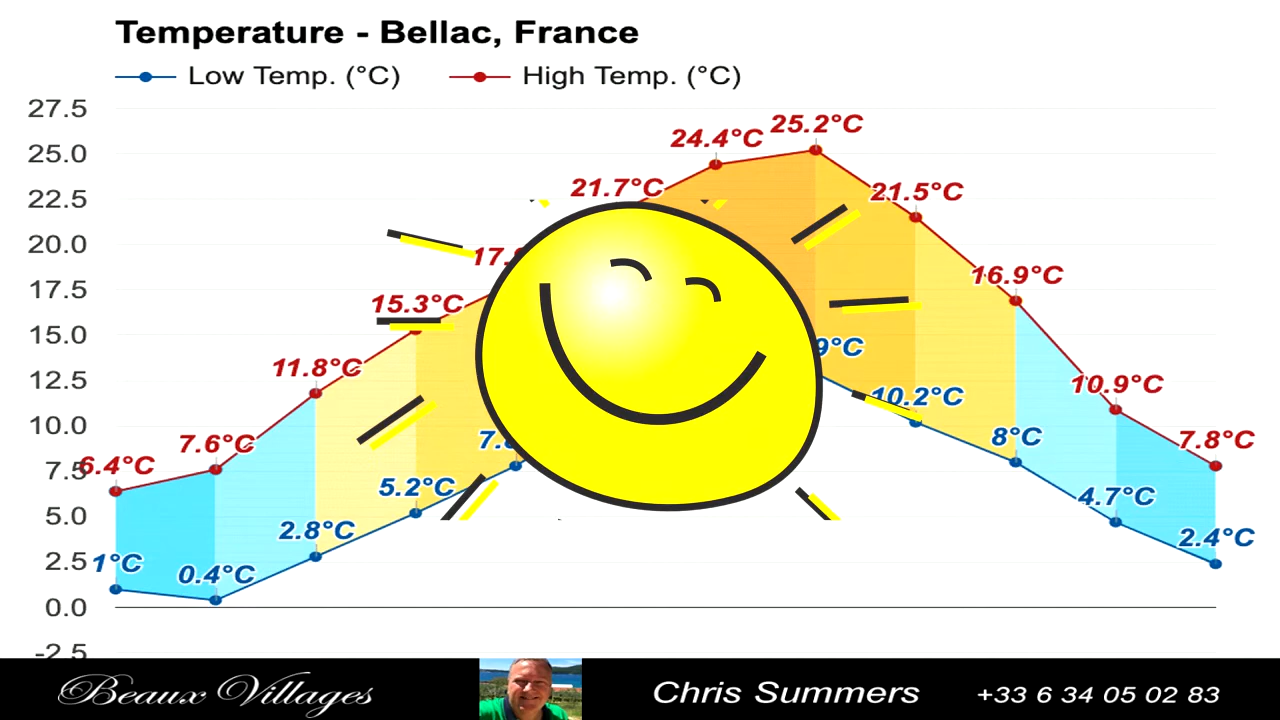 Temperature - Bellac, France
Low Temp. (°C) High Temp. (°C)
27.5
25.0
22.5
20.0
17.5
15.0
12.5
10.0
7.5
5.0
2.5
0.0
-2.5
6.4°C
7.6°C
11.8°C
15.3°C
21.7°C
24.4°C
25.2°C
21.5°C
16.9°C
10.9°C
7.8°C
1°C
0.4°C
2.8°C
5.2°C
10.2°C
8°C
4.7°C
2.4°C
Beaux Villages Chris Summers +33 6 34 05 02 83